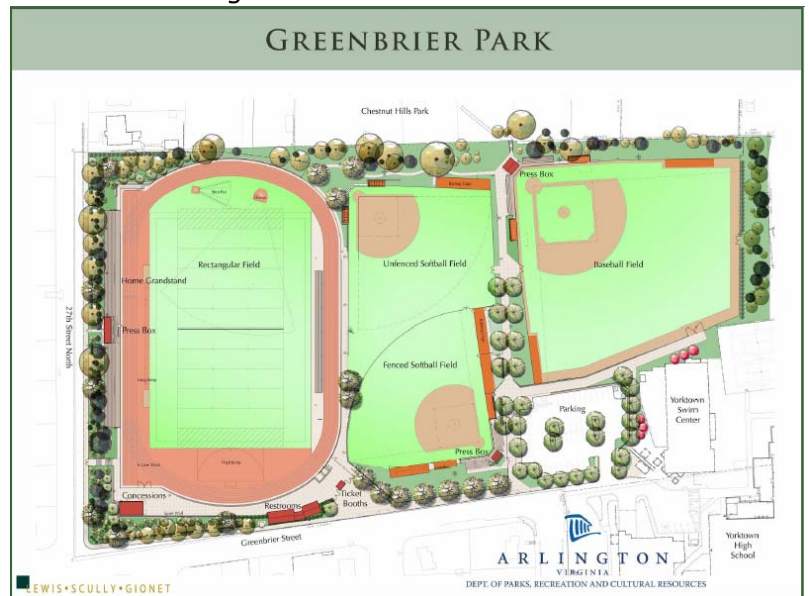 GREENBRIER PARK
Chestnut Hills Park
Press Box
Batting Cage
Rectangular Field
Unfenced Softball Field
Baseball Field
Home Grandstand
27th Street North
Press Box
Fenced Softball Field
Parking
Yorktown
Swim
Center
Press Box
Concessions
Restrooms
Ticket
Booths
Greenbrier Street
Yorktown
High
School
ARLINGTON
VIRGINIA
DEPT. OF PARKS, RECREATION AND CULTURAL RESOURCES
LEWIS•SCULLY•GIONET